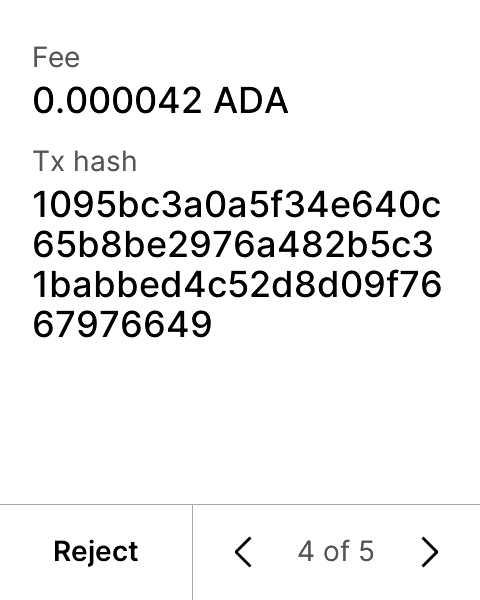 Fee
0.000042 ADA
Tx hash
1095bc3a0a5f34e640c
65b8be2976a482b5c3
1babbed4c52d8d09f76
67976649
Reject
4 of 5